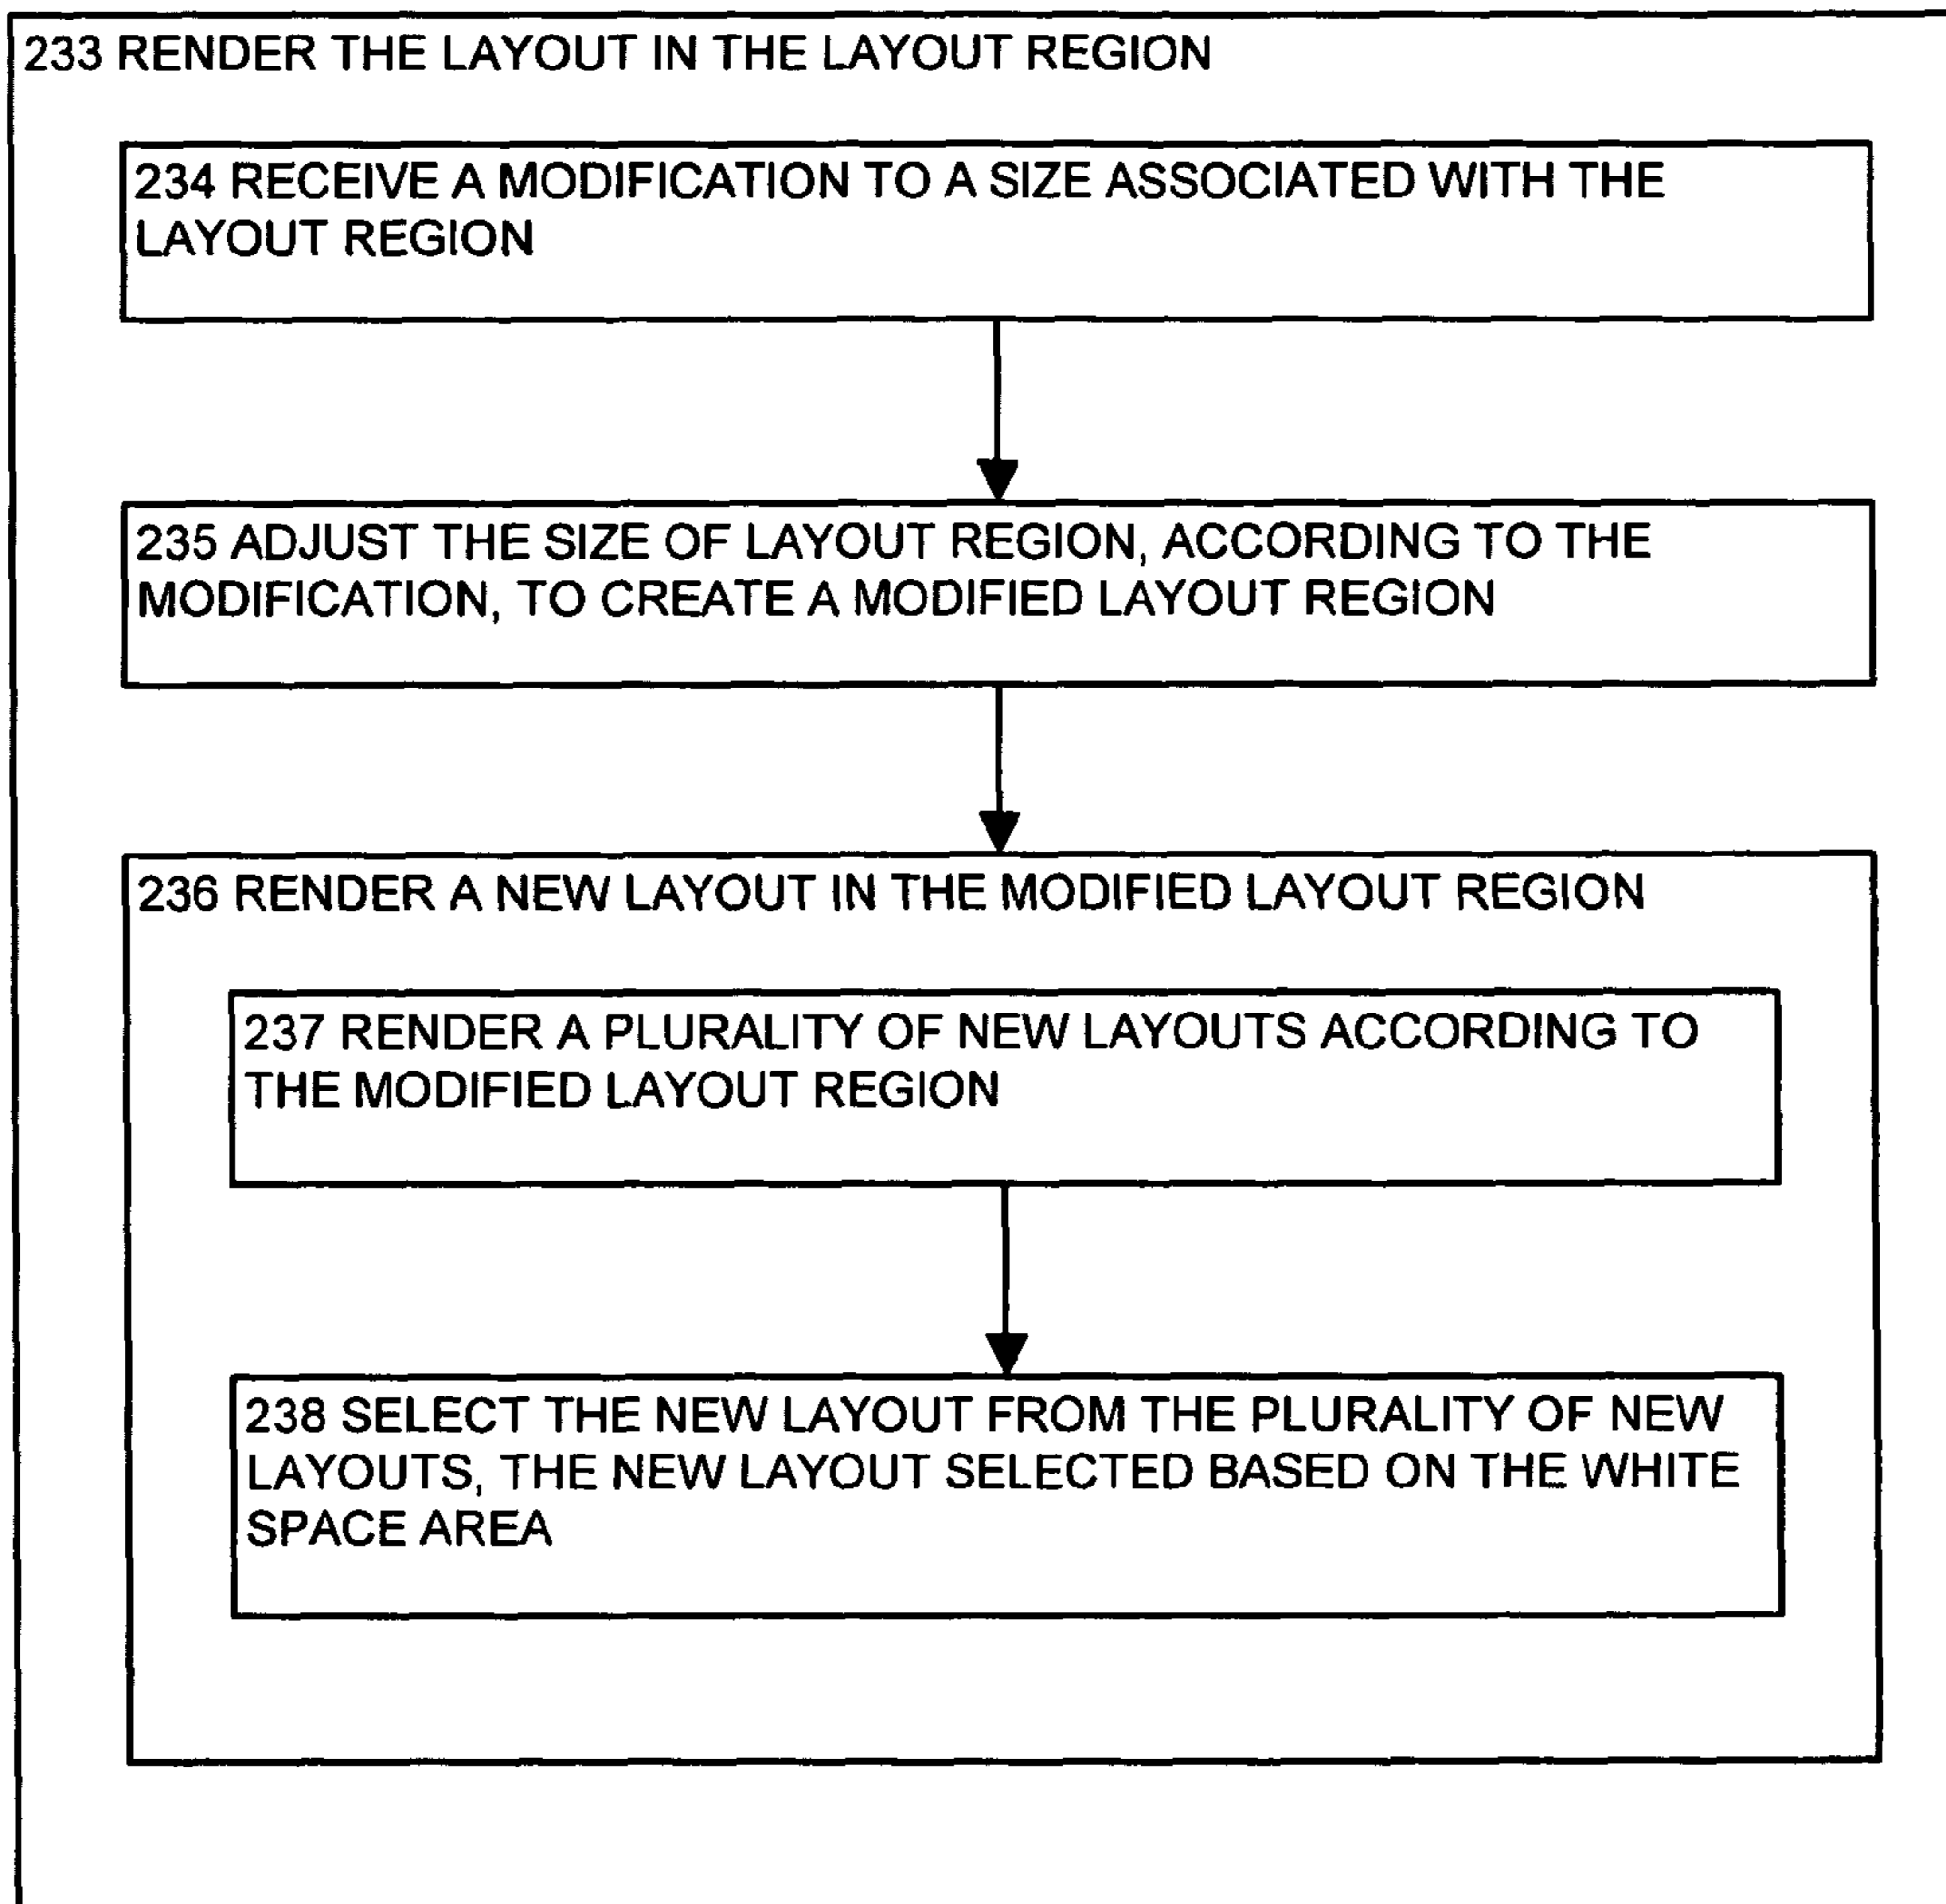 233 RENDER THE LAYOUT IN THE LAYOUT REGION
234 RECEIVE A MODIFICATION TO A SIZE ASSOCIATED WITH THE
LAYOUT REGION
235 ADJUST THE SIZE OF LAYOUT REGION, ACCORDING TO THE
MODIFICATION, TO CREATE A MODIFIED LAYOUT REGION
236 RENDER A NEW LAYOUT IN THE MODIFIED LAYOUT REGION
237 RENDER A PLURALITY OF NEW LAYOUTS ACCORDING TO
THE MODIFIED LAYOUT REGION
238 SELECT THE NEW LAYOUT FROM THE PLURALITY OF NEW
LAYOUTS, THE NEW LAYOUT SELECTED BASED ON THE WHITE
SPACE AREA